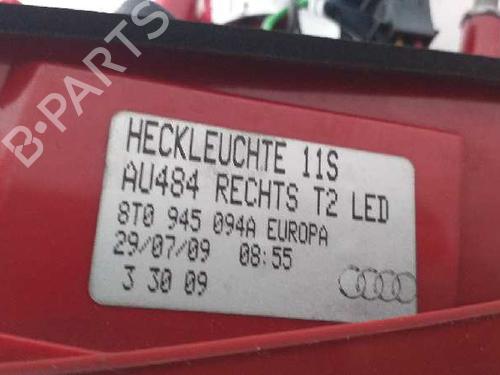 B-PARTS
HECKLEUCHTE 11S
AU484 RECHTS T2 LED
8T0 945 094A EUROPA
29/07/09 08:55
3 30 09